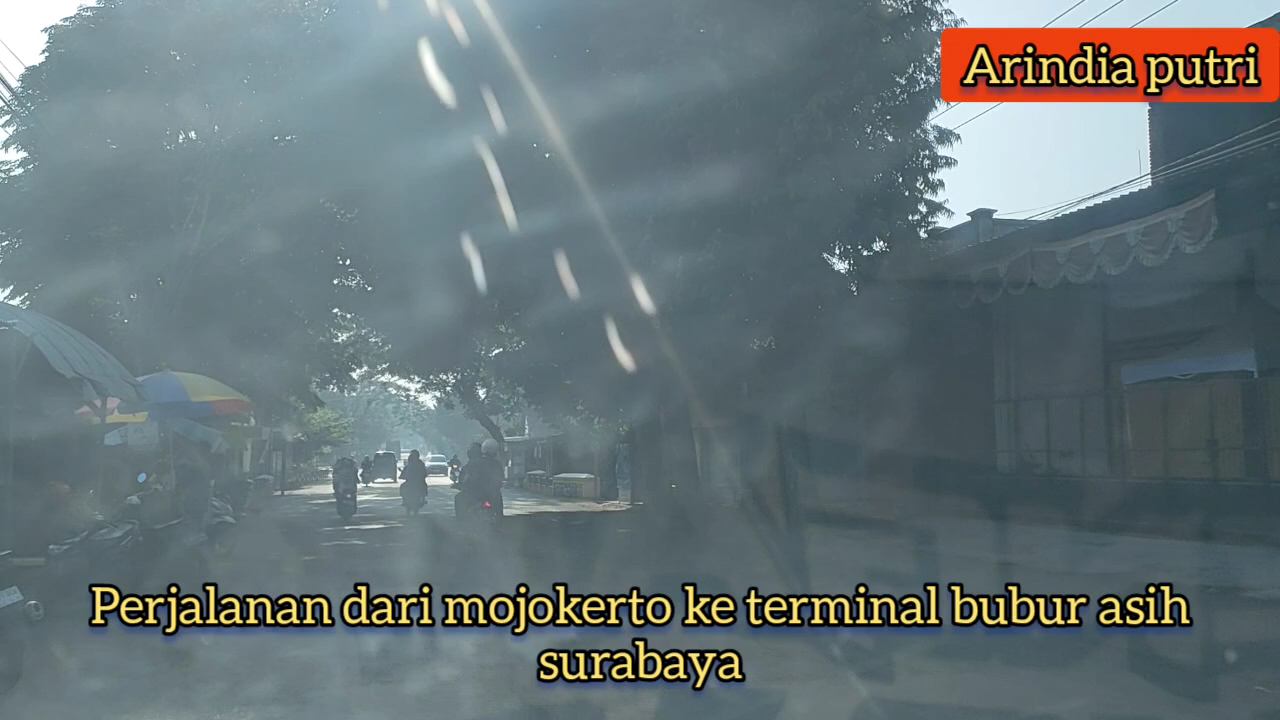 Arindia putri
Perjalanan dari mojokerto ke terminal bubur asih
surabaya